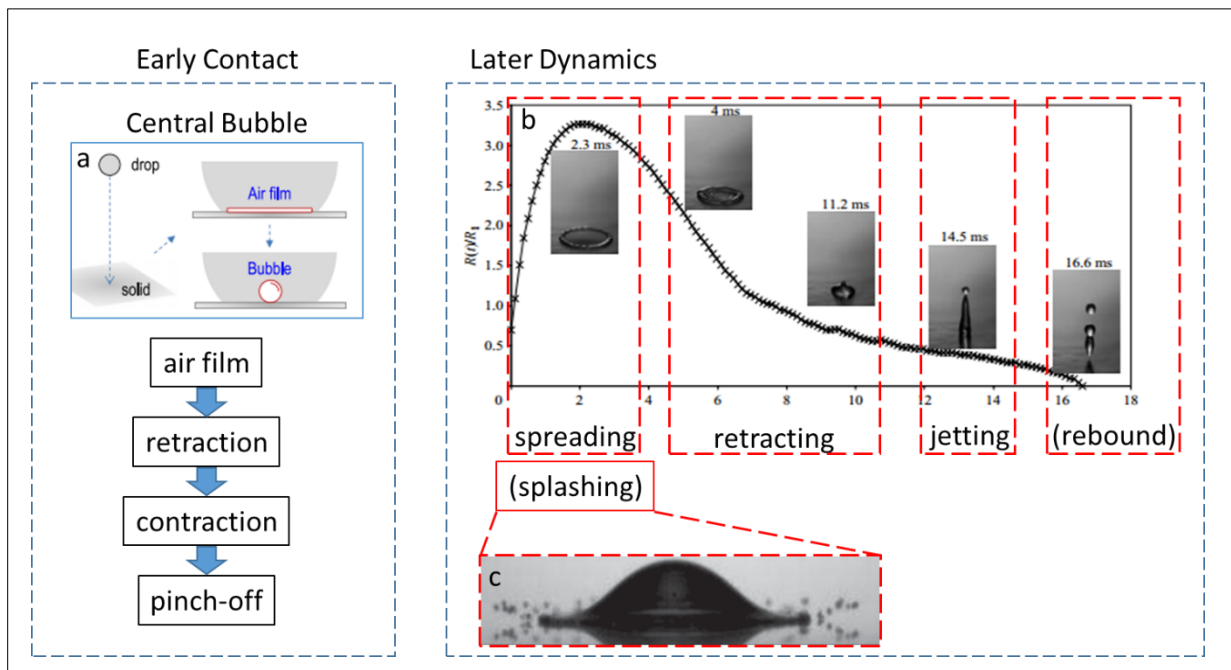 Early Contact
Later Dynamics
Central Bubble
a
drop
solid
Air film
Bubble
air film
retraction
contraction
pinch-off
b
R(t)/R₁
3.5
3.0
2.5
2.0
1.5
1.0
0.5
0
2
4
6
8
10
12
14
16
18
2.3 ms
4 ms
11.2 ms
14.5 ms
16.6 ms
spreading
retracting
jetting
(rebound)
(splashing)
c